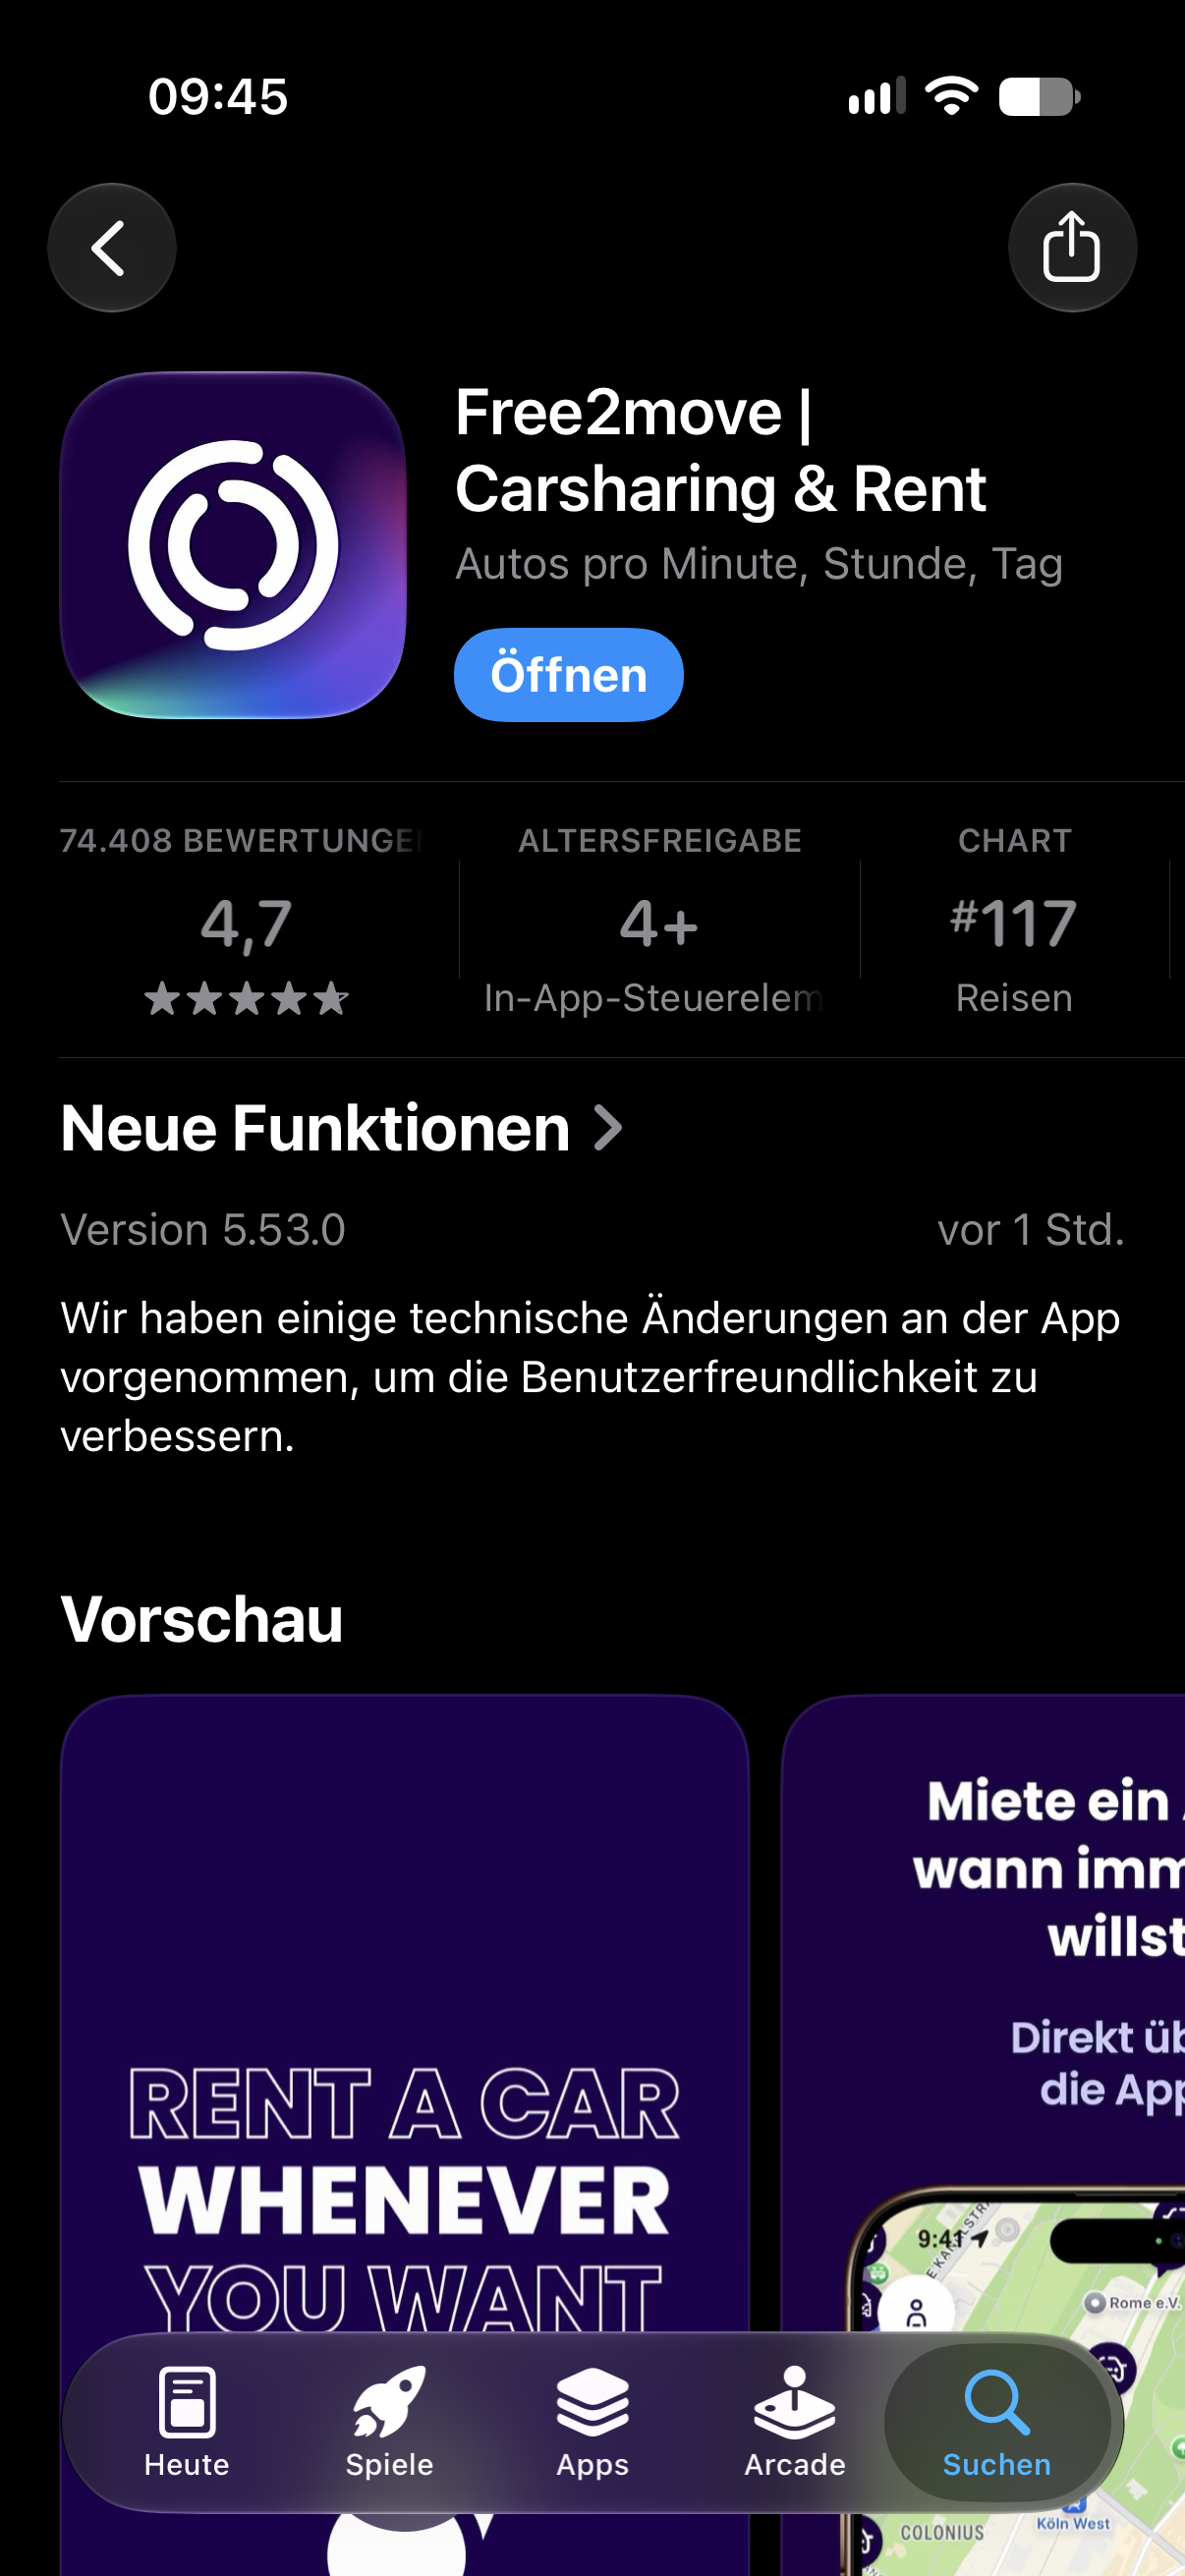 09:45
Free2move |
Carsharing & Rent
Autos pro Minute, Stunde, Tag
Öffnen
74.408 BEWERTUNGEN
4,7
ALTERSFREIGABE
4+
In-App-Steuerelem
CHART
#117
Reisen
Neue Funktionen
Version 5.53.0
vor 1 Std.
Wir haben einige technische Änderungen an der App
vorgenommen, um die Benutzerfreundlichkeit zu
verbessern.
Vorschau
RENT A CAR
WHENEVER
YOU WANT
Miete ein
wann imm
willst
Direkt üb
die App
9:41
Rome e.V.
Köln West
COLONIUS
Heute
Spiele
Apps
Arcade
Suchen